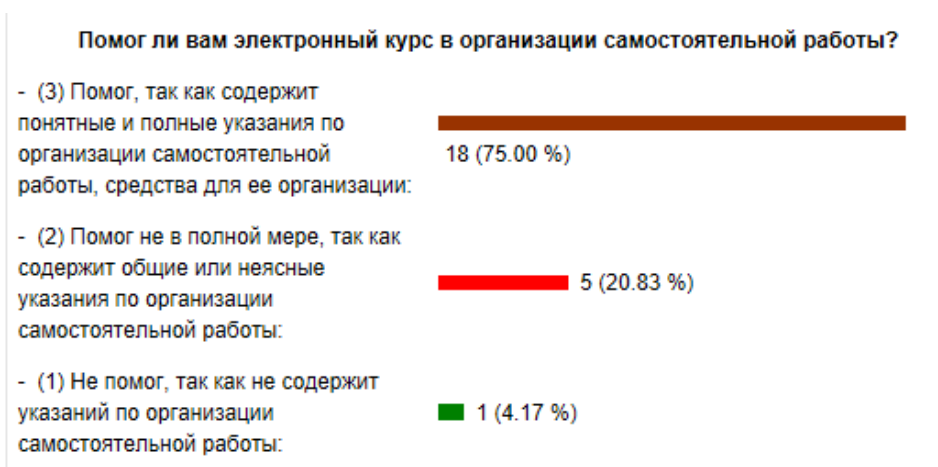 Помог ли вам электронный курс в организации самостоятельной работы?
- (3) Помог, так как содержит
понятные и полные указания по
организации самостоятельной
работы, средства для ее организации:
18 (75.00 %)
- (2) Помог не в полной мере, так как
содержит общие или неясные
указания по организации
самостоятельной работы:
5 (20.83 %)
- (1) Не помог, так как не содержит
указаний по организации
самостоятельной работы:
1 (4.17 %)